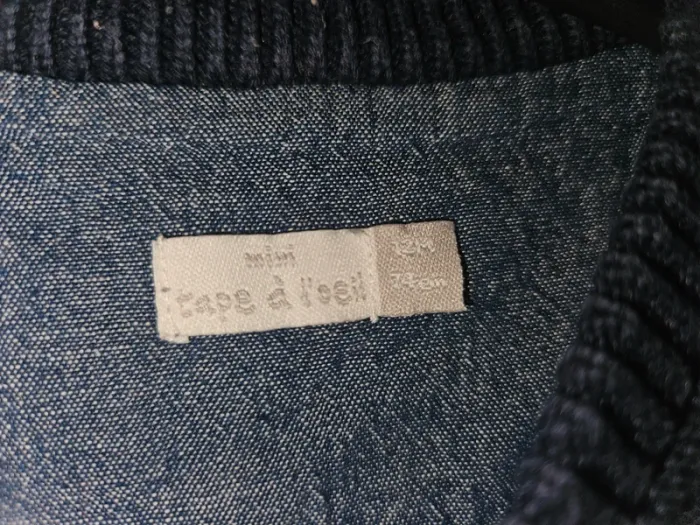 mini
tape à l'oeil
12M
74cm